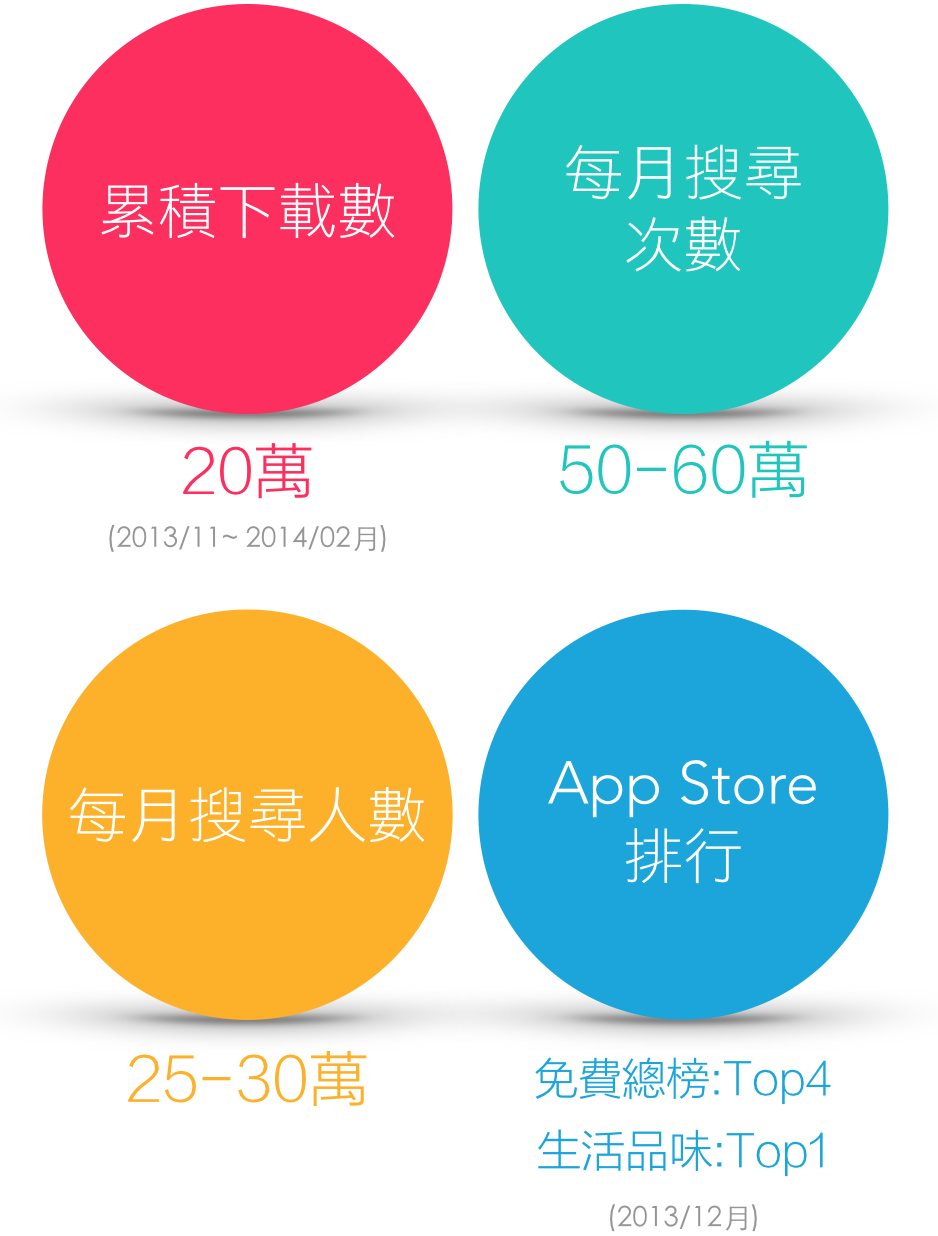 累積下載數
20萬
(2013/11~ 2014/02月)
每月搜尋
次數
50-60萬
每月搜尋人數
25-30萬
App Store
排行
免費總榜:Top4
生活品味:Top1
(2013/12月)